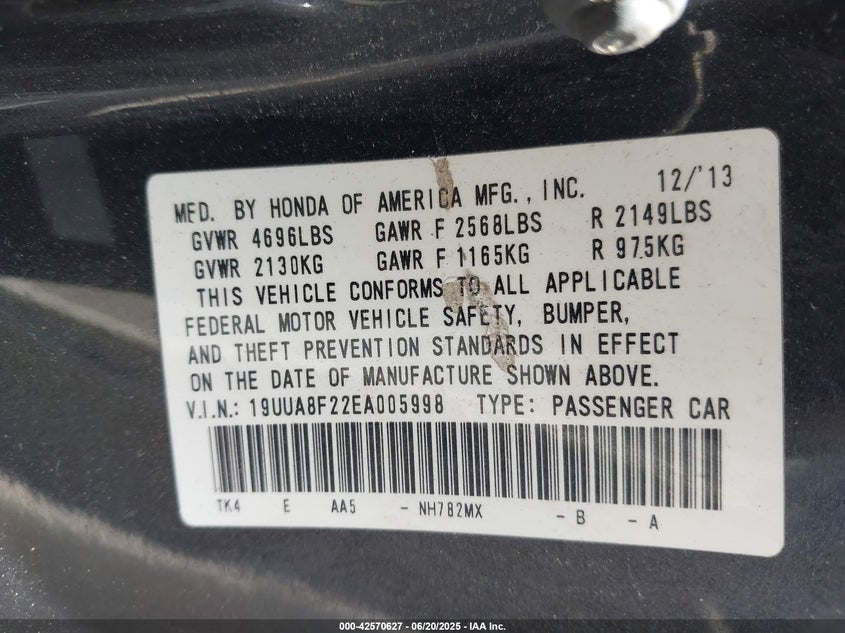 MFD. BY HONDA OF AMERICA MFG., INC. 12/'13
GVWR 4696LBS GAWR F 2568LBS R 2149LBS
GVWR 2130KG GAWR F 1165KG R 975KG
THIS VEHICLE CONFORMS TO ALL APPLICABLE
FEDERAL MOTOR VEHICLE SAFETY, BUMPER,
AND THEFT PREVENTION STANDARDS IN EFFECT
ON THE DATE OF MANUFACTURE SHOWN ABOVE.
V.I.N.: 19UUA8F22EA005998 TYPE: PASSENGER CAR
TK4 E AA5 - NH782MX - B - A
000-42570627 - 06/20/2025 - IAA Inc.